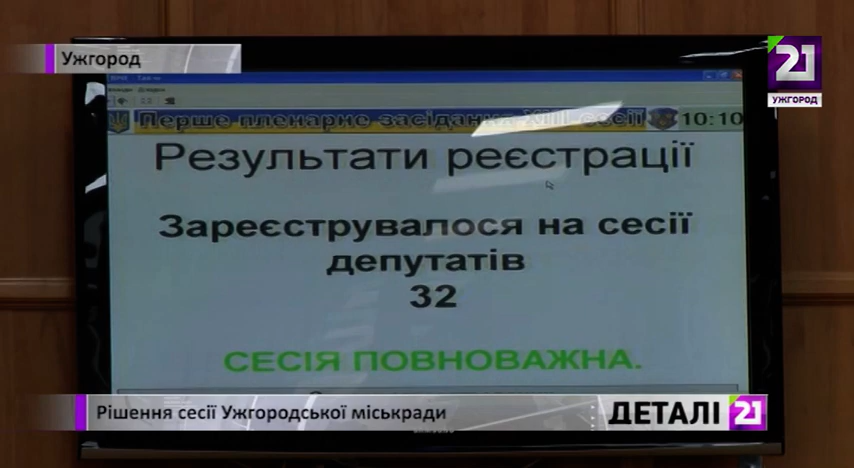 Ужгород
21
УЖГОРОД
Перше пленарне засідання XIII сесії
10:10
Результати реєстрації
Зареєструвалося на сесії
депутатів
32
СЕСІЯ ПОВНОВАЖНА.
Рішення сесії Ужгородської міськради
ДЕТАЛІ 21